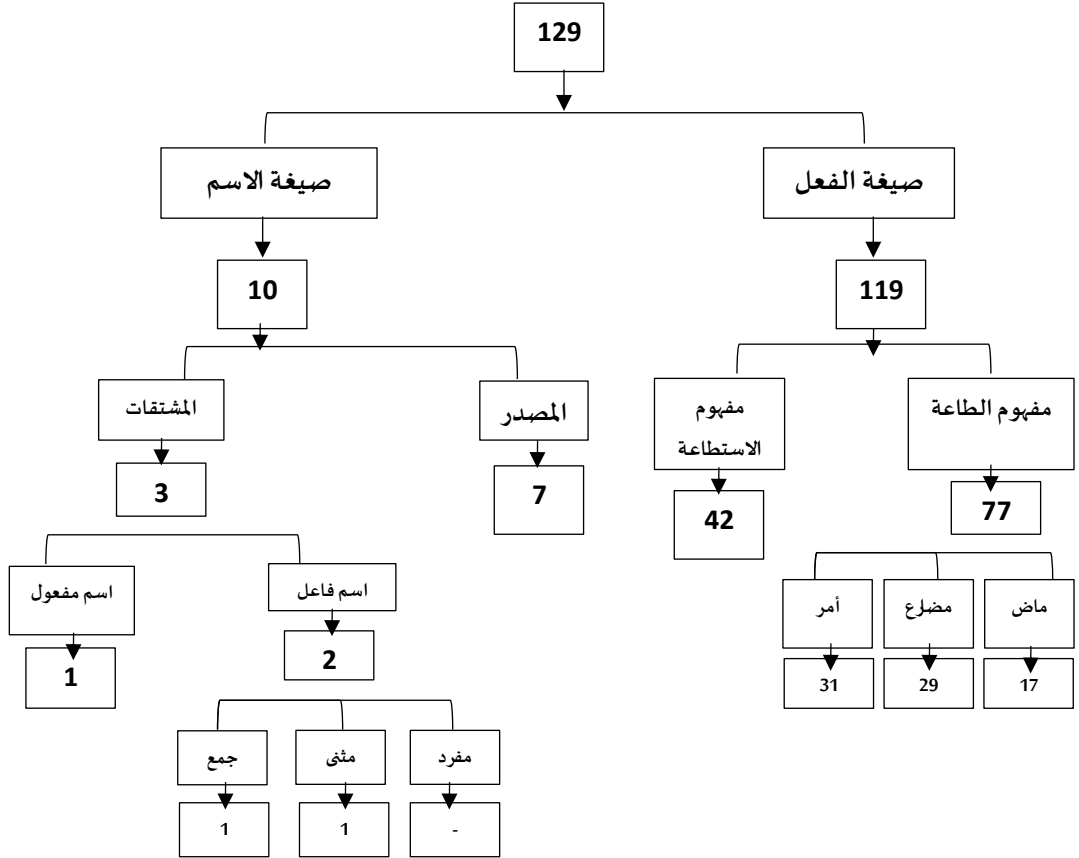 129
صيغة الفعل
صيغة الاسم
119
10
مفهوم الطاعة
مفهوم
الاستطاعة
المصدر
المشتقات
77
42
7
3
ماض
مضارع
أمر
اسم فاعل
اسم مفعول
17
29
31
2
1
مفرد
مثنى
جمع
-
1
1